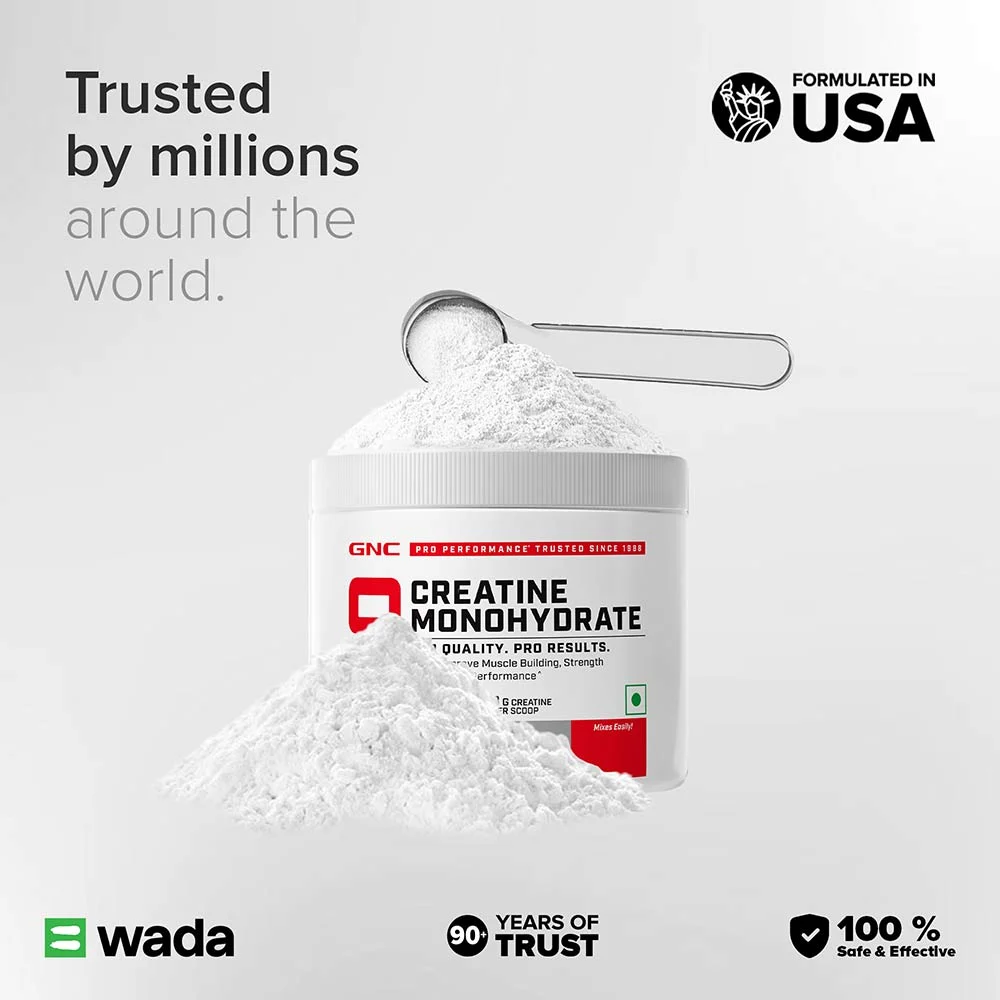 Trusted
by millions
around the
world.
FORMULATED IN
USA
GNC PRO PERFORMANCE® TRUSTED SINCE 1988
CREATINE
MONOHYDRATE
QUALITY. PRO RESULTS.
Muscle Building, Strength
G CREATINE
SCOOP
Mixes Easily!
wada
90+ YEARS OF
TRUST
100 %
Safe & Effective